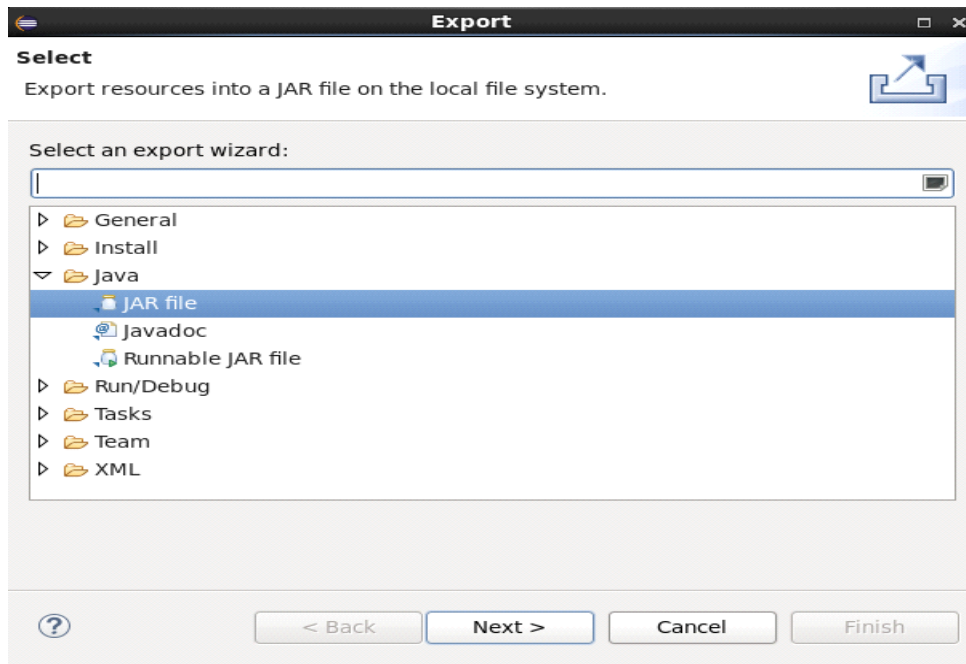 Export
Select
Export resources into a JAR file on the local file system.
Select an export wizard:
General
Install
Java
JAR file
Javadoc
Runnable JAR file
Run/Debug
Tasks
Team
XML
? < Back Next > Cancel Finish